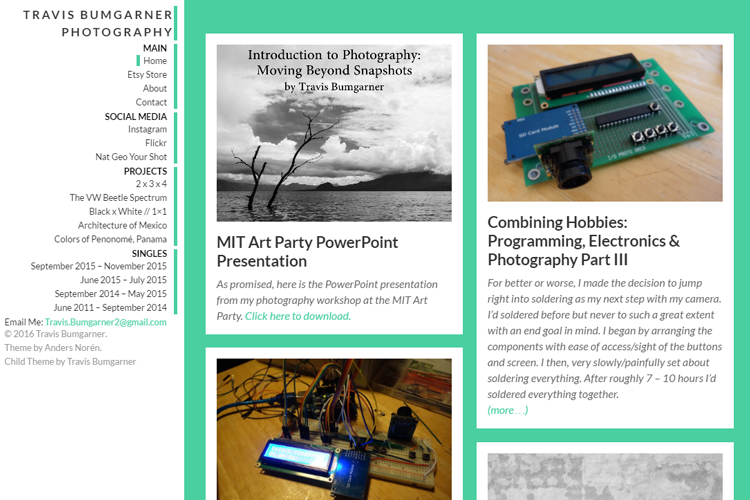 TRAVIS BUMGARNER
PHOTOGRAPHY
MAIN
Home
Etsy Store
About
Contact
SOCIAL MEDIA
Instagram
Flickr
Nat Geo Your Shot
PROJECTS
2 x 3 x 4
The VW Beetle Spectrum
Black x White // 1×1
Architecture of Mexico
Colors of Penonomé, Panama
SINGLES
September 2015 – November 2015
June 2015 – July 2015
September 2014 – May 2015
June 2011 – September 2014
Email Me: Travis.Bumgarner2@gmail.com
© 2016 Travis Bumgarner.
Theme by Anders Norén.
Child Theme by Travis Bumgarner
Introduction to Photography:
Moving Beyond Snapshots
by Travis Bumgarner
MIT Art Party PowerPoint
Presentation
As promised, here is the PowerPoint presentation
from my photography workshop at the MIT Art
Party. Click here to download.
SD Card Module
Combining Hobbies:
Programming, Electronics &
Photography Part III
For better or worse, I made the decision to jump
right into soldering as my next step with my camera.
I'd soldered before but never to such a great extent
with an end goal in mind. I began by arranging the
components with ease of access/sight of the buttons
and screen. I then, very slowly/painfully set about
soldering everything. After roughly 7 – 10 hours I'd
soldered everything together.
(more . . .)